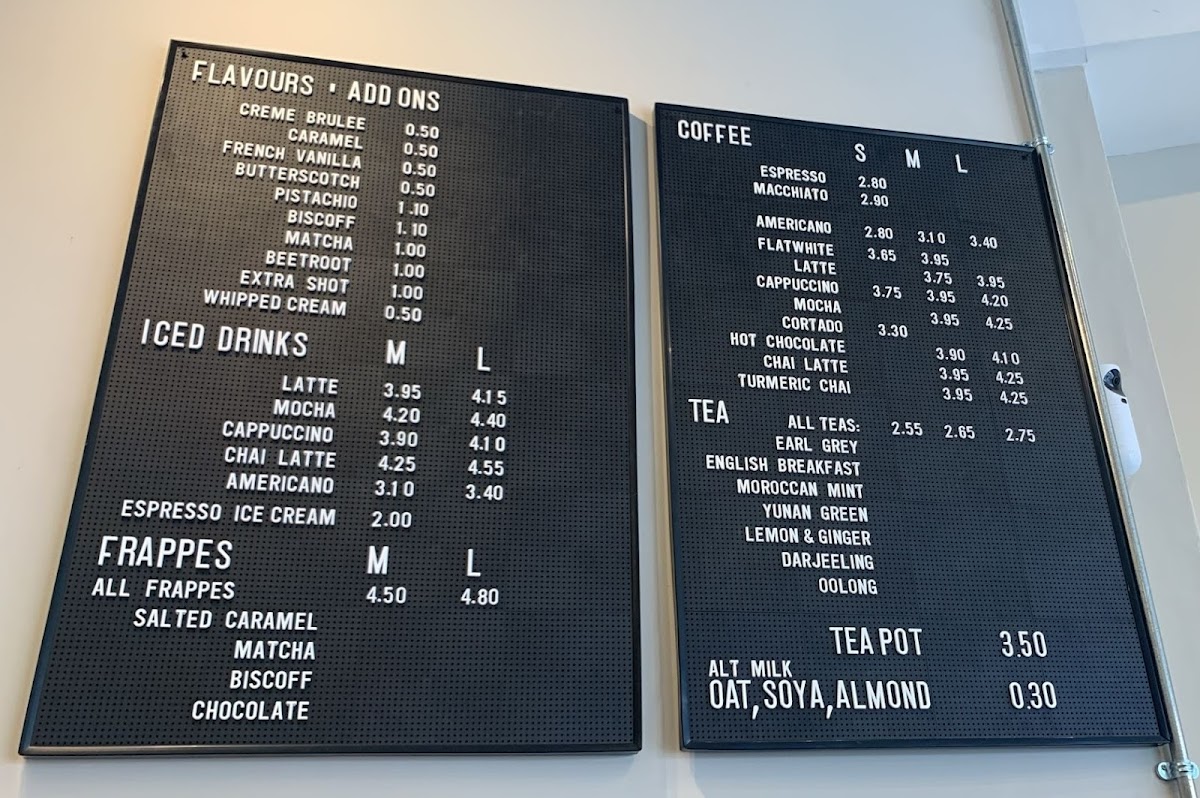 FLAVOURS · ADD ONS
CREME BRULEE 0.50
CARAMEL 0.50
FRENCH VANILLA 0.50
BUTTERSCOTCH 0.50
PISTACHIO 1.10
BISCOFF 1.10
MATCHA 1.00
BEETROOT 1.00
EXTRA SHOT 1.00
WHIPPED CREAM 0.50
ICED DRINKS M L
LATTE 3.95 4.15
MOCHA 4.20 4.40
CAPPUCCINO 3.90 4.10
CHAI LATTE 4.25 4.55
AMERICANO 3.10 3.40
ESPRESSO ICE CREAM 2.00
FRAPPES M L
ALL FRAPPES 4.50 4.80
SALTED CARAMEL
MATCHA
BISCOFF
CHOCOLATE
COFFEE S M L
ESPRESSO 2.80
MACCHIATO 2.90
AMERICANO 2.80 3.10 3.40
FLATWHITE 3.65 3.95
LATTE 3.75 3.95
CAPPUCCINO 3.75 3.95 4.20
MOCHA 3.95 4.25
CORTADO 3.30
HOT CHOCOLATE 3.90 4.10
CHAI LATTE 3.95 4.25
TURMERIC CHAI 3.95 4.25
TEA
ALL TEAS: 2.55 2.65 2.75
EARL GREY
ENGLISH BREAKFAST
MOROCCAN MINT
YUNAN GREEN
LEMON & GINGER
DARJEELING
OOLONG
TEA POT 3.50
ALT MILK
OAT,SOYA,ALMOND 0.30